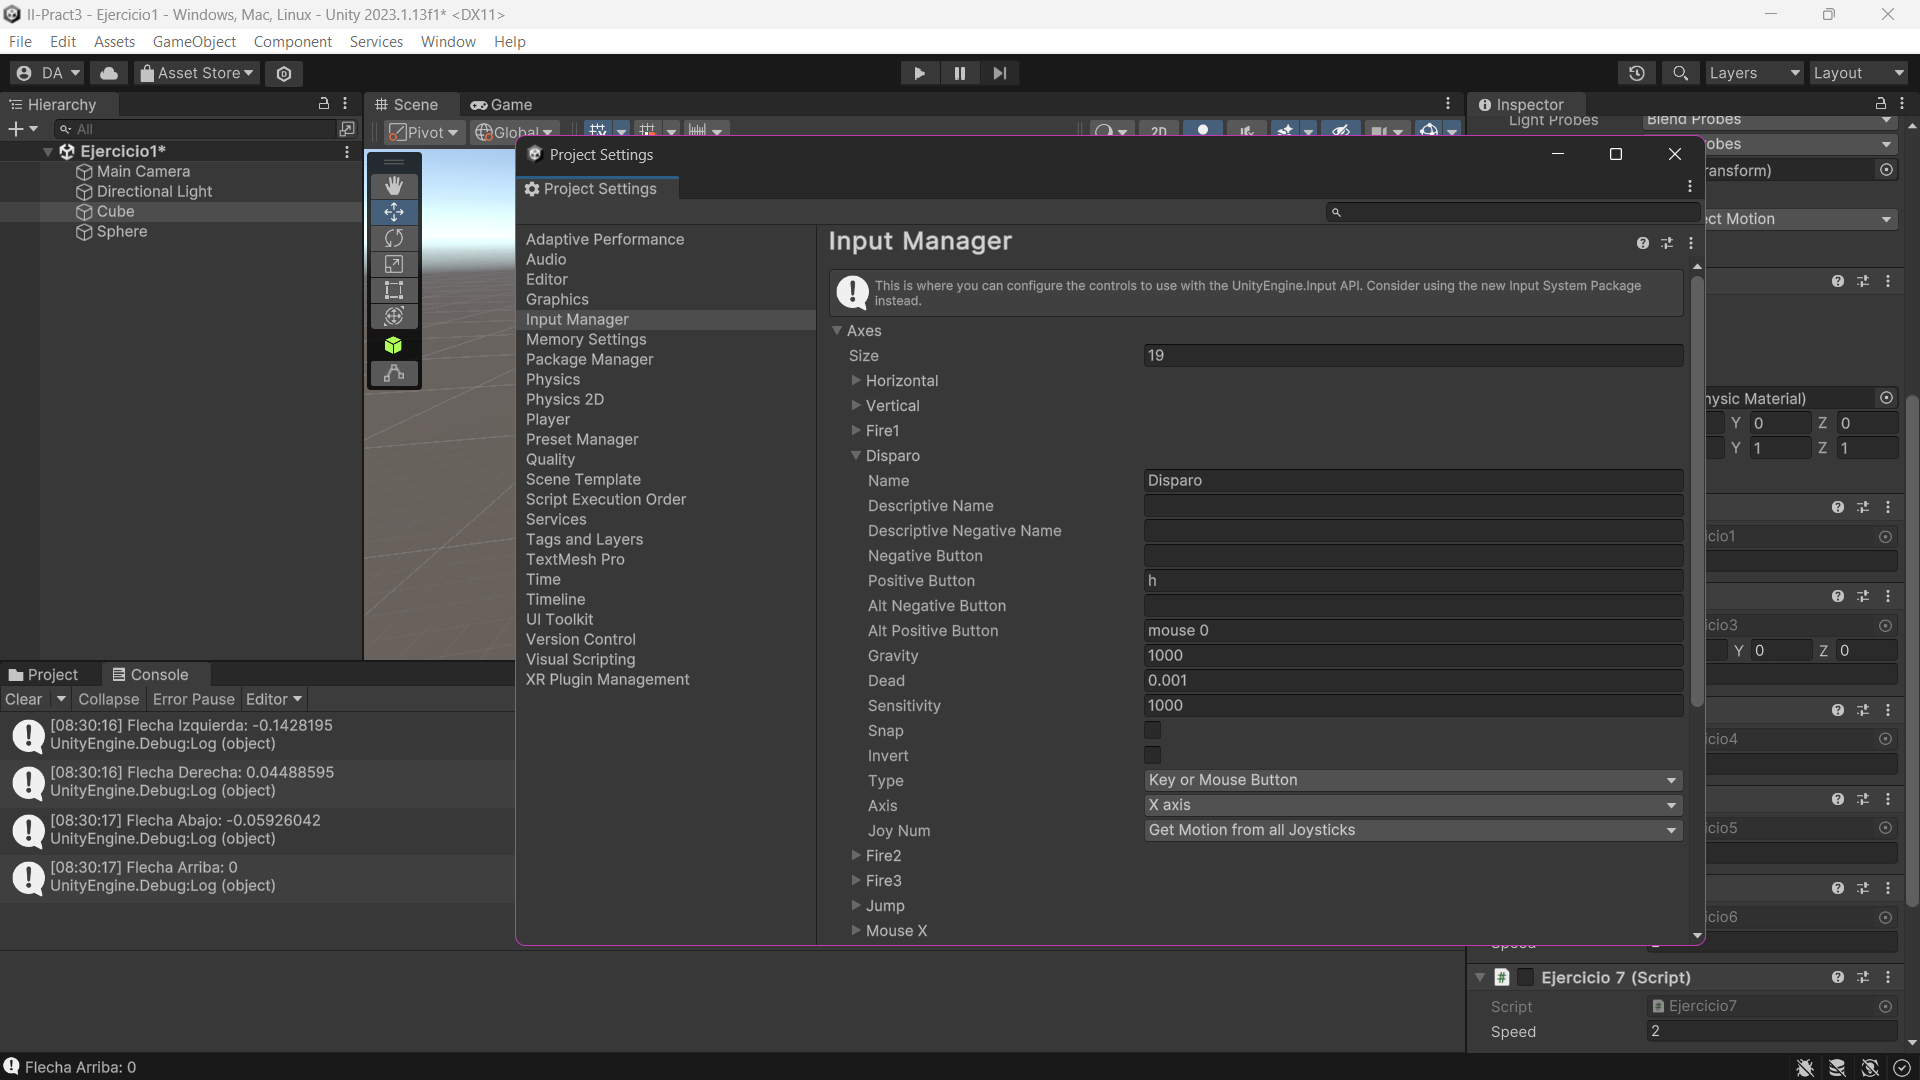 II-Pract3 - Ejercicio1 - Windows, Mac, Linux - Unity 2023.1.13f1* <DX11>
File Edit Assets GameObject Component Services Window Help
DA Asset Store Layers Layout
Hierarchy
All
Ejercicio1*
Main Camera
Directional Light
Cube
Sphere
Scene Game
Pivot Global 2D
Inspector
Light Probes Blend Probes
obes
ansform)
ct Motion
hysic Material)
Y 0 Z 0
Y 1 Z 1
icio1
icio3
Y 0 Z 0
icio4
icio5
icio6
Speed
Ejercicio 7 (Script)
Script Ejercicio7
Speed 2
Project Settings
Project Settings
Adaptive Performance
Audio
Editor
Graphics
Input Manager
Memory Settings
Package Manager
Physics
Physics 2D
Player
Preset Manager
Quality
Scene Template
Script Execution Order
Services
Tags and Layers
TextMesh Pro
Time
Timeline
UI Toolkit
Version Control
Visual Scripting
XR Plugin Management
Input Manager
This is where you can configure the controls to use with the UnityEngine.Input API. Consider using the new Input System Package
instead.
Axes
Size 19
Horizontal
Vertical
Fire1
Disparo
Name Disparo
Descriptive Name
Descriptive Negative Name
Negative Button
Positive Button h
Alt Negative Button
Alt Positive Button mouse 0
Gravity 1000
Dead 0.001
Sensitivity 1000
Snap
Invert
Type Key or Mouse Button
Axis X axis
Joy Num Get Motion from all Joysticks
Fire2
Fire3
Jump
Mouse X
Project Console
Clear Collapse Error Pause Editor
[08:30:16] Flecha Izquierda: -0.1428195
UnityEngine.Debug:Log (object)
[08:30:16] Flecha Derecha: 0.04488595
UnityEngine.Debug:Log (object)
[08:30:17] Flecha Abajo: -0.05926042
UnityEngine.Debug:Log (object)
[08:30:17] Flecha Arriba: 0
UnityEngine.Debug:Log (object)
Flecha Arriba: 0